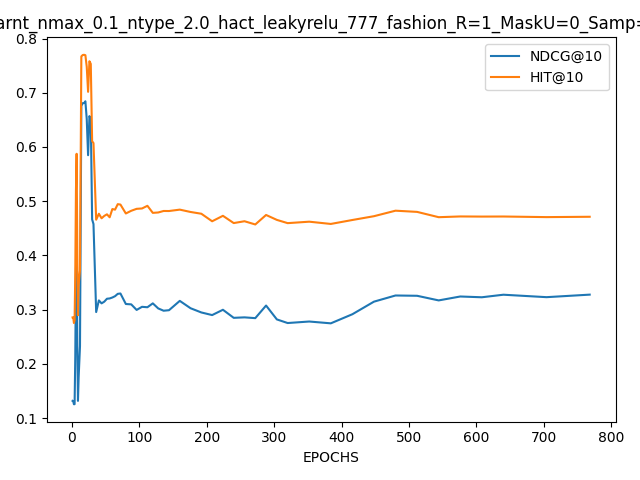 arnt_nmax_0.1_ntype_2.0_hact_leakyrelu_777_fashion_R=1_MaskU=0_Samp=
NDCG@10
HIT@10
0.8
0.7
0.6
0.5
0.4
0.3
0.2
0.1
0 100 200 300 400 500 600 700 800
EPOCHS